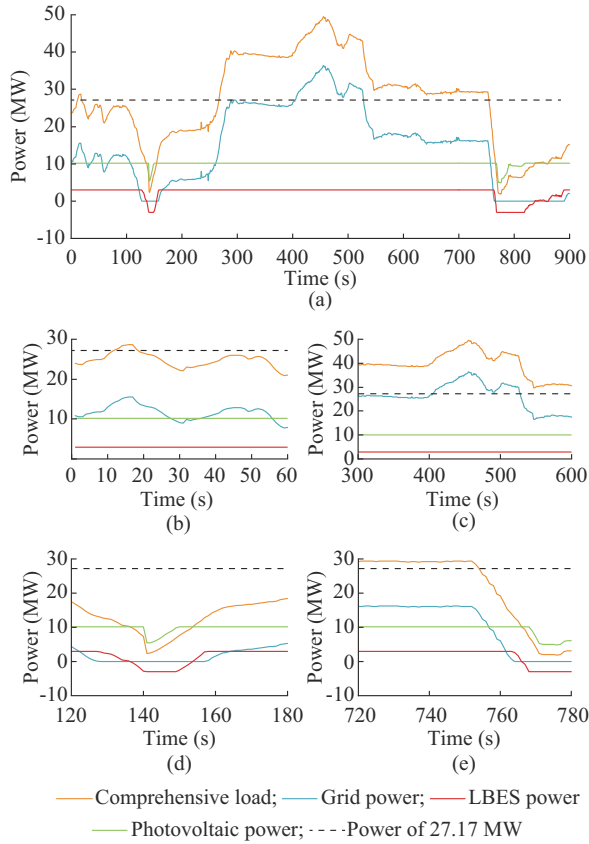 50
40
30
20
10
0
-10
Power (MW)
0 100 200 300 400 500 600 700 800 900
Time (s)
(a)
30
20
10
0
Power (MW)
0 10 20 30 40 50 60
Time (s)
(b)
50
40
30
20
10
0
Power (MW)
300 400 500 600
Time (s)
(c)
30
20
10
0
-10
Power (MW)
120 140 160 180
Time (s)
(d)
30
20
10
0
-10
Power (MW)
720 740 760 780
Time (s)
(e)
Comprehensive load; Grid power; LBES power
Photovoltaic power; Power of 27.17 MW